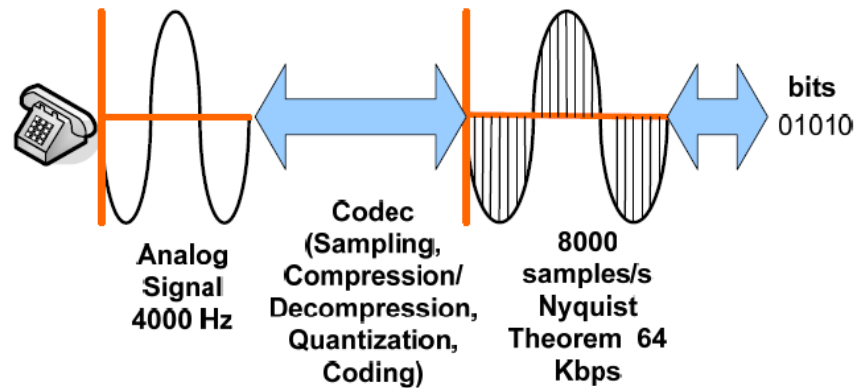 Analog
Signal
4000 Hz
Codec
(Sampling,
Compression/
Decompression,
Quantization,
Coding)
8000
samples/s
Nyquist
Theorem 64
Kbps
bits
01010